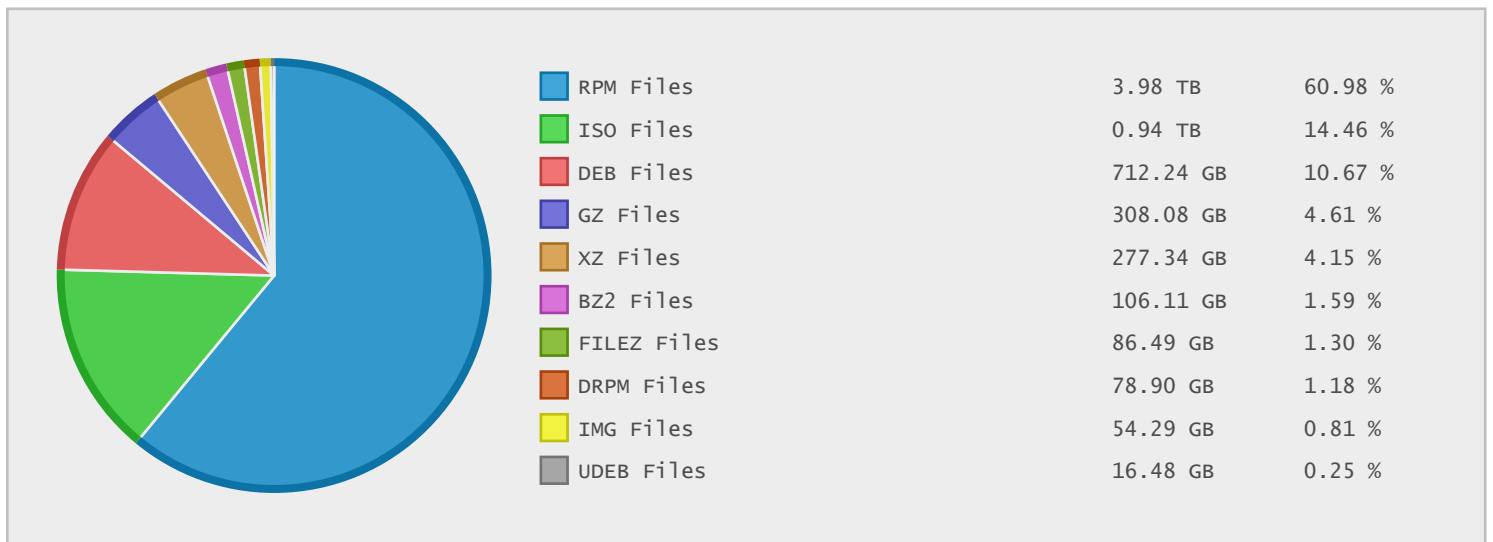 RPM Files 3.98 TB 60.98 %
ISO Files 0.94 TB 14.46 %
DEB Files 712.24 GB 10.67 %
GZ Files 308.08 GB 4.61 %
XZ Files 277.34 GB 4.15 %
BZ2 Files 106.11 GB 1.59 %
FILEZ Files 86.49 GB 1.30 %
DRPM Files 78.90 GB 1.18 %
IMG Files 54.29 GB 0.81 %
UDEB Files 16.48 GB 0.25 %